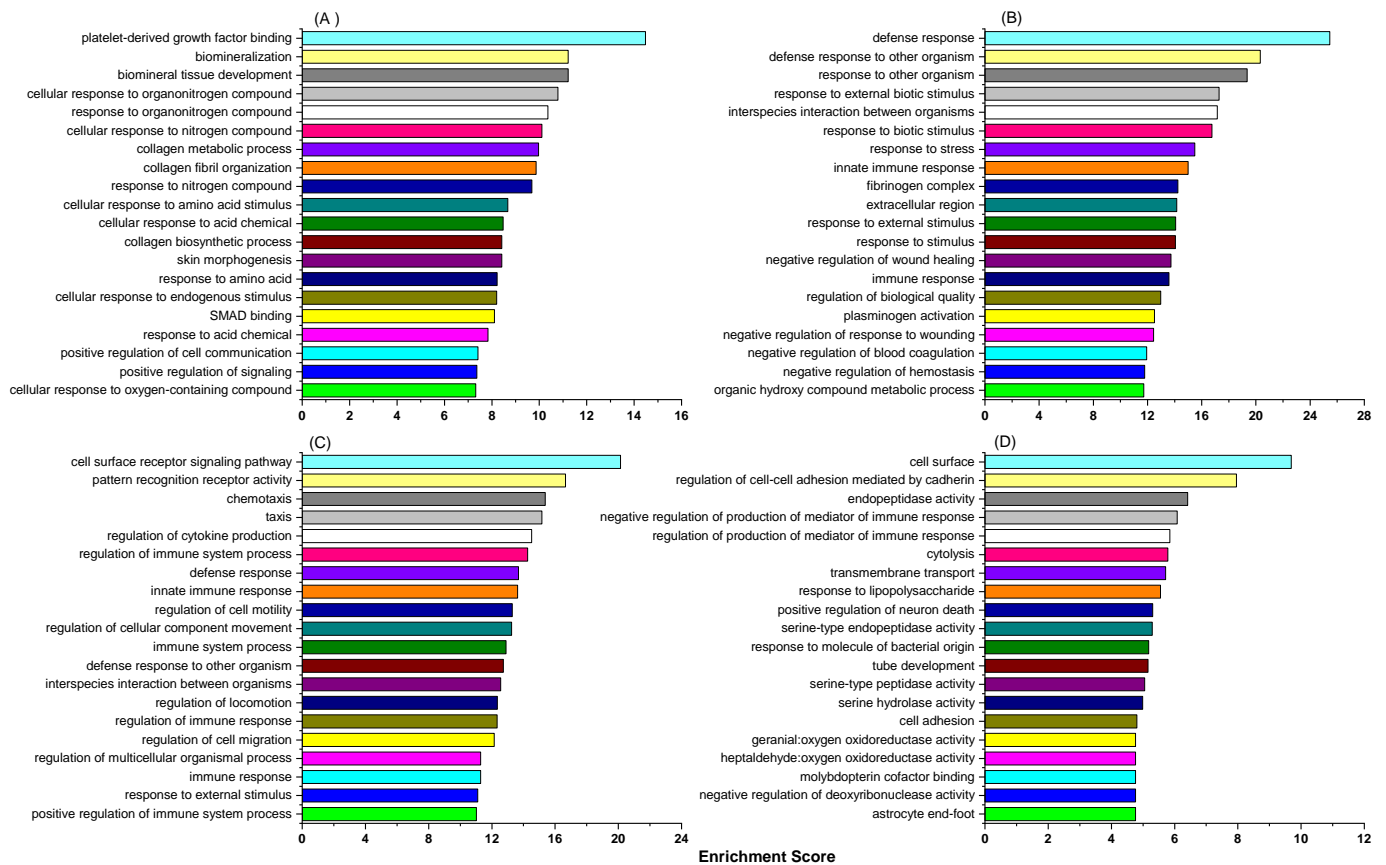 (A )
platelet-derived growth factor binding
biomineralization
biomineral tissue development
cellular response to organonitrogen compound
response to organonitrogen compound
cellular response to nitrogen compound
collagen metabolic process
collagen fibril organization
response to nitrogen compound
cellular response to amino acid stimulus
cellular response to acid chemical
collagen biosynthetic process
skin morphogenesis
response to amino acid
cellular response to endogenous stimulus
SMAD binding
response to acid chemical
positive regulation of cell communication
positive regulation of signaling
cellular response to oxygen-containing compound
0 2 4 6 8 10 12 14 16
(B)
defense response
defense response to other organism
response to other organism
response to external biotic stimulus
interspecies interaction between organisms
response to biotic stimulus
response to stress
innate immune response
fibrinogen complex
extracellular region
response to external stimulus
response to stimulus
negative regulation of wound healing
immune response
regulation of biological quality
plasminogen activation
negative regulation of response to wounding
negative regulation of blood coagulation
negative regulation of hemostasis
organic hydroxy compound metabolic process
0 4 8 12 16 20 24 28
(C)
cell surface receptor signaling pathway
pattern recognition receptor activity
chemotaxis
taxis
regulation of cytokine production
regulation of immune system process
defense response
innate immune response
regulation of cell motility
regulation of cellular component movement
immune system process
defense response to other organism
interspecies interaction between organisms
regulation of locomotion
regulation of immune response
regulation of cell migration
regulation of multicellular organismal process
immune response
response to external stimulus
positive regulation of immune system process
0 4 8 12 16 20 24
(D)
cell surface
regulation of cell-cell adhesion mediated by cadherin
endopeptidase activity
negative regulation of production of mediator of immune response
regulation of production of mediator of immune response
cytolysis
transmembrane transport
response to lipopolysaccharide
positive regulation of neuron death
serine-type endopeptidase activity
response to molecule of bacterial origin
tube development
serine-type peptidase activity
serine hydrolase activity
cell adhesion
geranial:oxygen oxidoreductase activity
heptaldehyde:oxygen oxidoreductase activity
molybdopterin cofactor binding
negative regulation of deoxyribonuclease activity
astrocyte end-foot
0 2 4 6 8 10 12
Enrichment Score